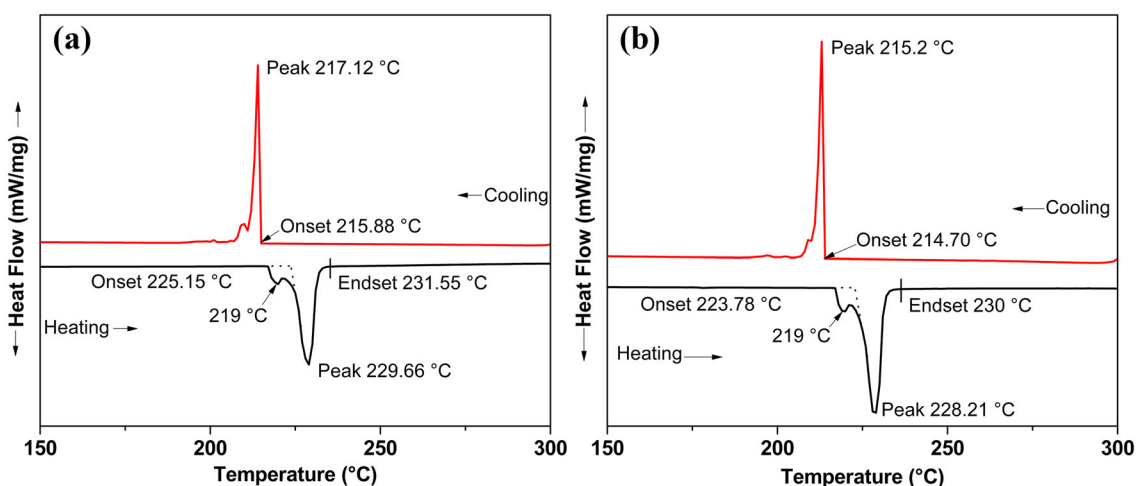 (a)
Peak 217.12 °C
Cooling
Onset 215.88 °C
Onset 225.15 °C
Endset 231.55 °C
219 °C
Heating
Peak 229.66 °C
Heat Flow (mW/mg)
150
200
250
300
Temperature (°C)
(b)
Peak 215.2 °C
Cooling
Onset 214.70 °C
Onset 223.78 °C
Endset 230 °C
219 °C
Heating
Peak 228.21 °C
Heat Flow (mW/mg)
150
200
250
300
Temperature (°C)